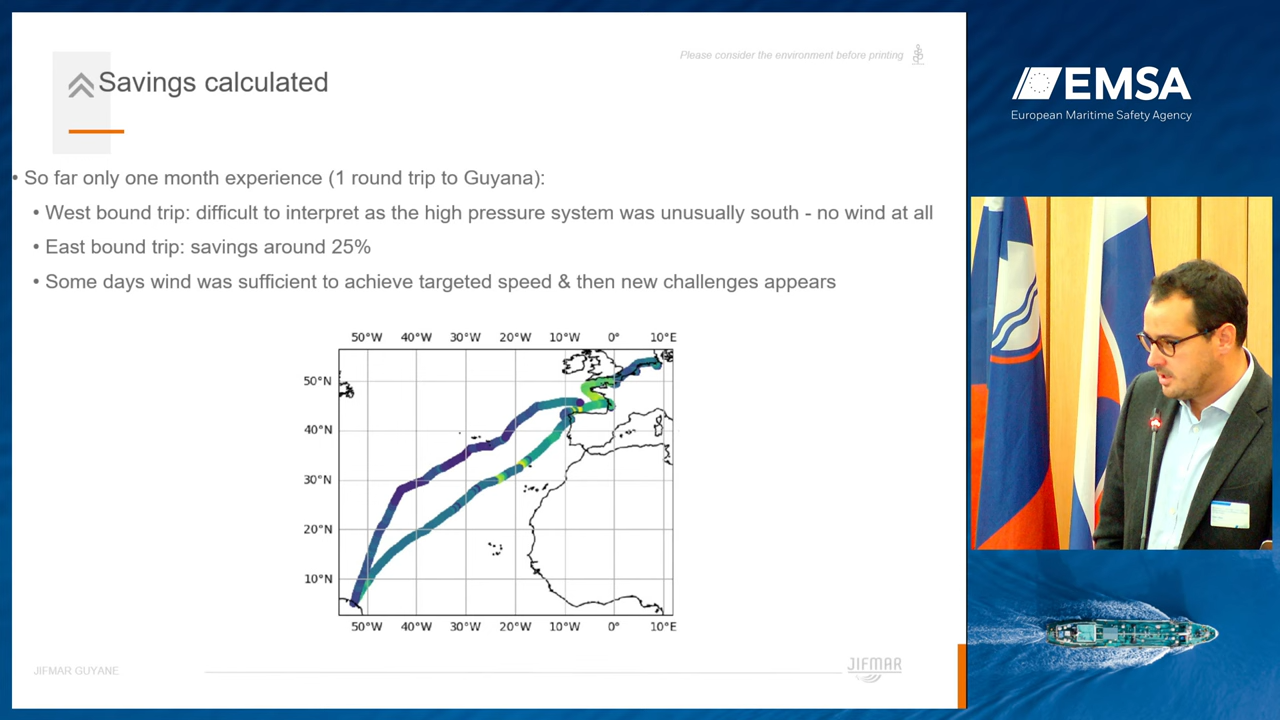 Please consider the environment before printing
Savings calculated
• So far only one month experience (1 round trip to Guyana):
• West bound trip: difficult to interpret as the high pressure system was unusually south - no wind at all
• East bound trip: savings around 25%
• Some days wind was sufficient to achieve targeted speed & then new challenges appears
50°W 40°W 30°W 20°W 10°W 0° 10°E
50°N
40°N
30°N
20°N
10°N
50°W 40°W 30°W 20°W 10°W 0° 10°E
JIFMAR GUYANE
JIFMAR
EMSA
European Maritime Safety Agency